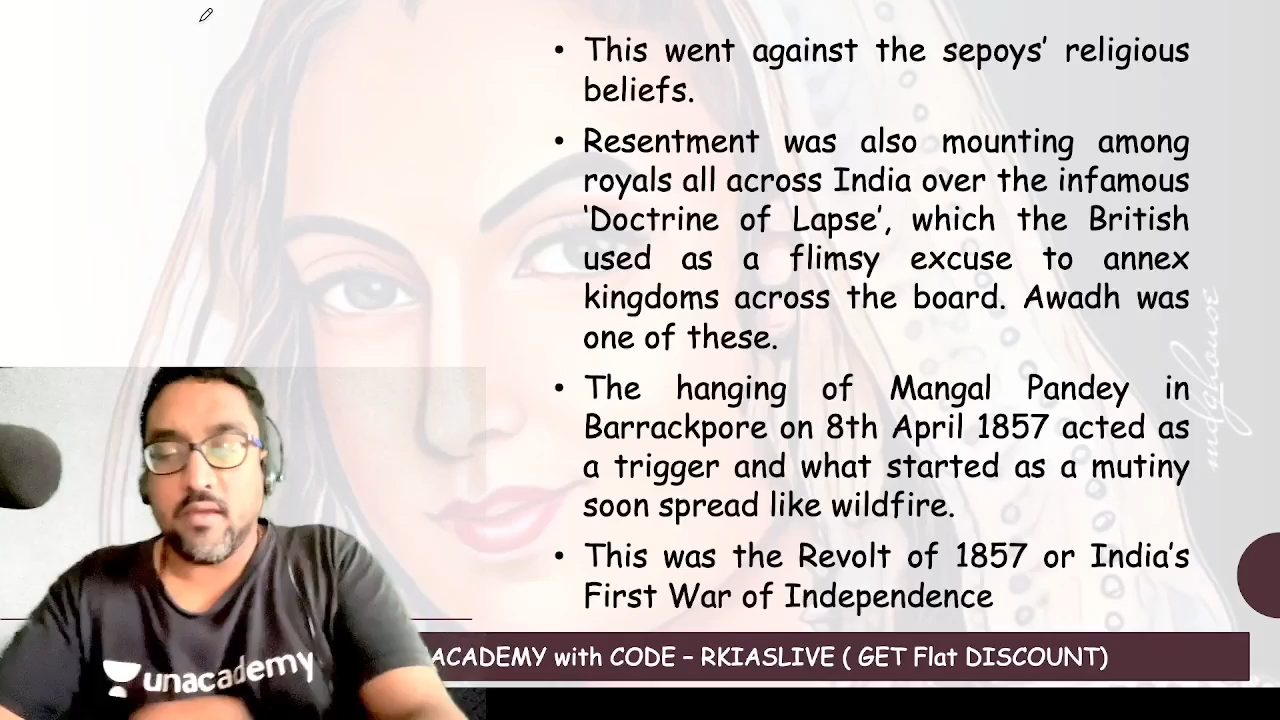 • This went against the sepoys’ religious
beliefs.
• Resentment was also mounting among
royals all across India over the infamous
‘Doctrine of Lapse’, which the British
used as a flimsy excuse to annex
kingdoms across the board. Awadh was
one of these.
• The hanging of Mangal Pandey in
Barrackpore on 8th April 1857 acted as
a trigger and what started as a mutiny
soon spread like wildfire.
• This was the Revolt of 1857 or India’s
First War of Independence
ACADEMY with CODE – RKIASLIVE ( GET Flat DISCOUNT)
unacademy